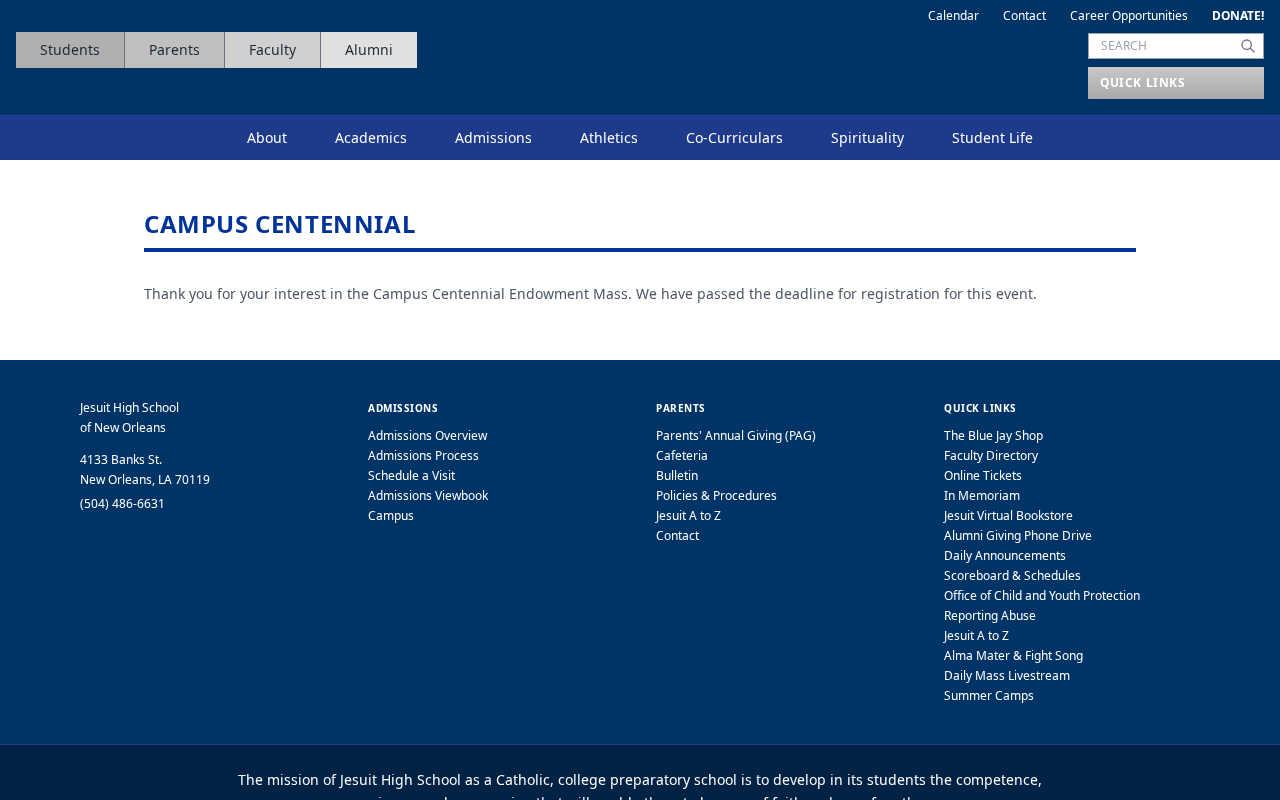 Calendar Contact Career Opportunities DONATE!
Students Parents Faculty Alumni
SEARCH
QUICK LINKS
About Academics Admissions Athletics Co-Curriculars Spirituality Student Life
CAMPUS CENTENNIAL
Thank you for your interest in the Campus Centennial Endowment Mass. We have passed the deadline for registration for this event.
Jesuit High School
of New Orleans
4133 Banks St.
New Orleans, LA 70119
(504) 486-6631
ADMISSIONS
Admissions Overview
Admissions Process
Schedule a Visit
Admissions Viewbook
Campus
PARENTS
Parents' Annual Giving (PAG)
Cafeteria
Bulletin
Policies & Procedures
Jesuit A to Z
Contact
QUICK LINKS
The Blue Jay Shop
Faculty Directory
Online Tickets
In Memoriam
Jesuit Virtual Bookstore
Alumni Giving Phone Drive
Daily Announcements
Scoreboard & Schedules
Office of Child and Youth Protection
Reporting Abuse
Jesuit A to Z
Alma Mater & Fight Song
Daily Mass Livestream
Summer Camps
The mission of Jesuit High School as a Catholic, college preparatory school is to develop in its students the competence,